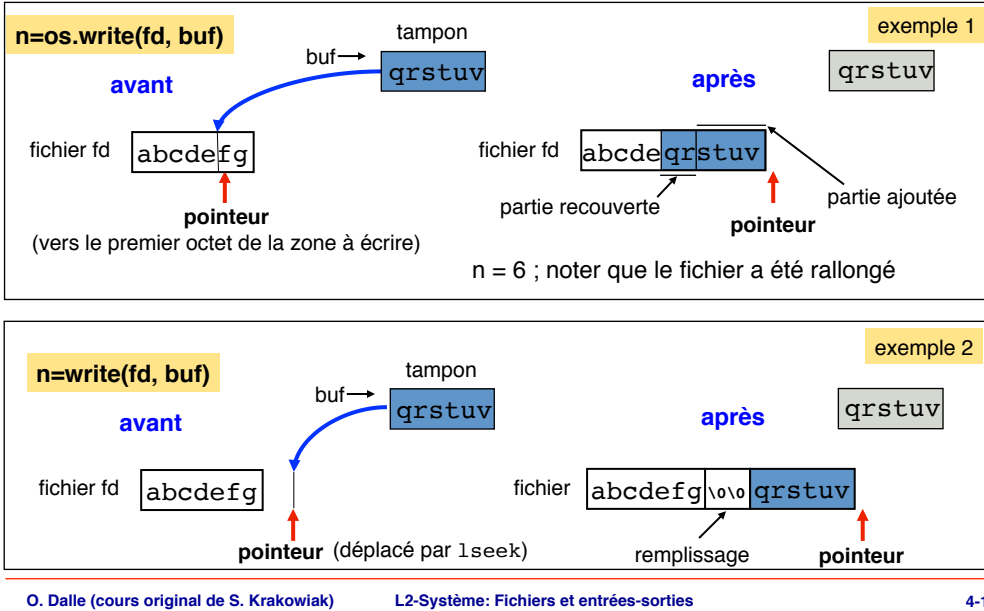 n=os.write(fd, buf)
exemple 1
tampon
buf
qrstuv
qrstuv
avant
après
fichier fd
abcdefg
fichier fd
abcdeqrstuv
pointeur
(vers le premier octet de la zone à écrire)
partie recouverte
partie ajoutée
pointeur
n = 6 ; noter que le fichier a été rallongé
exemple 2
n=write(fd, buf)
tampon
buf
qrstuv
qrstuv
avant
après
fichier fd
abcdefg
fichier
abcdefg\0\0qrstuv
pointeur (déplacé par lseek)
remplissage
pointeur
O. Dalle (cours original de S. Krakowiak) L2-Système: Fichiers et entrées-sorties 4-1